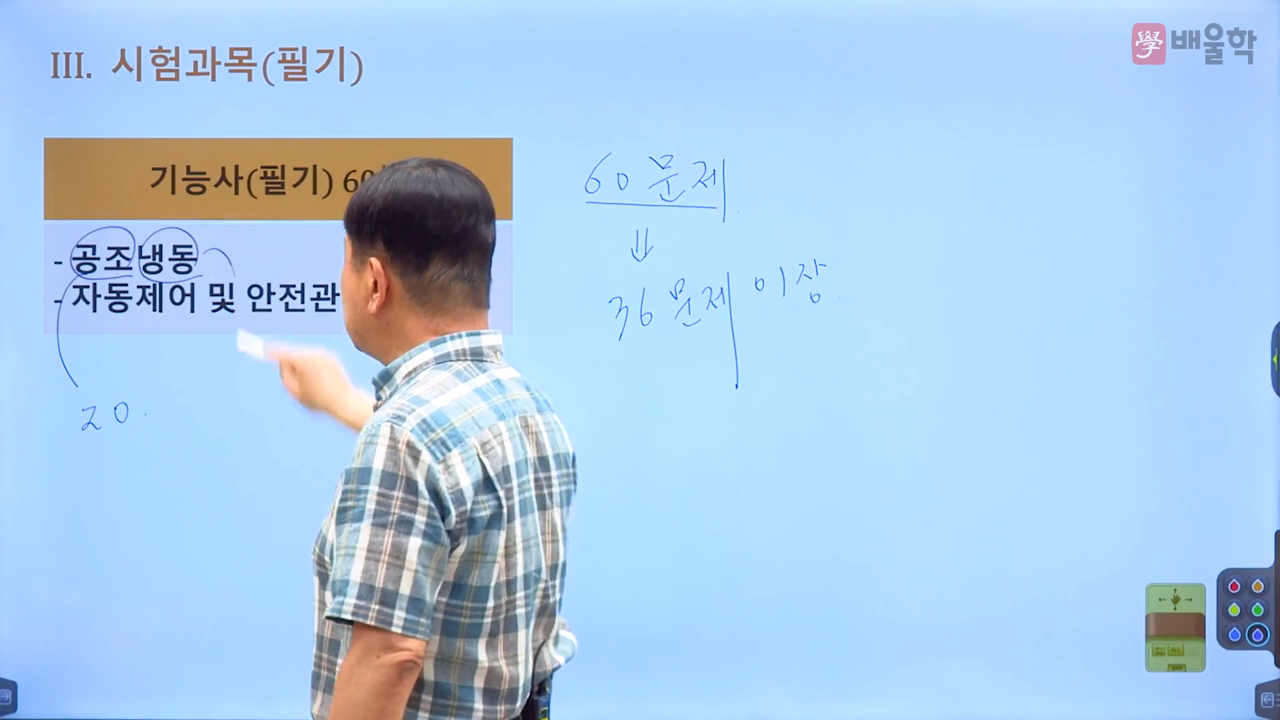 III. 시험과목(필기)
學 배울학
기능사(필기) 60
- 공조냉동
- 자동제어 및 안전관
20.
60 문제
⇓
36 문제 이상